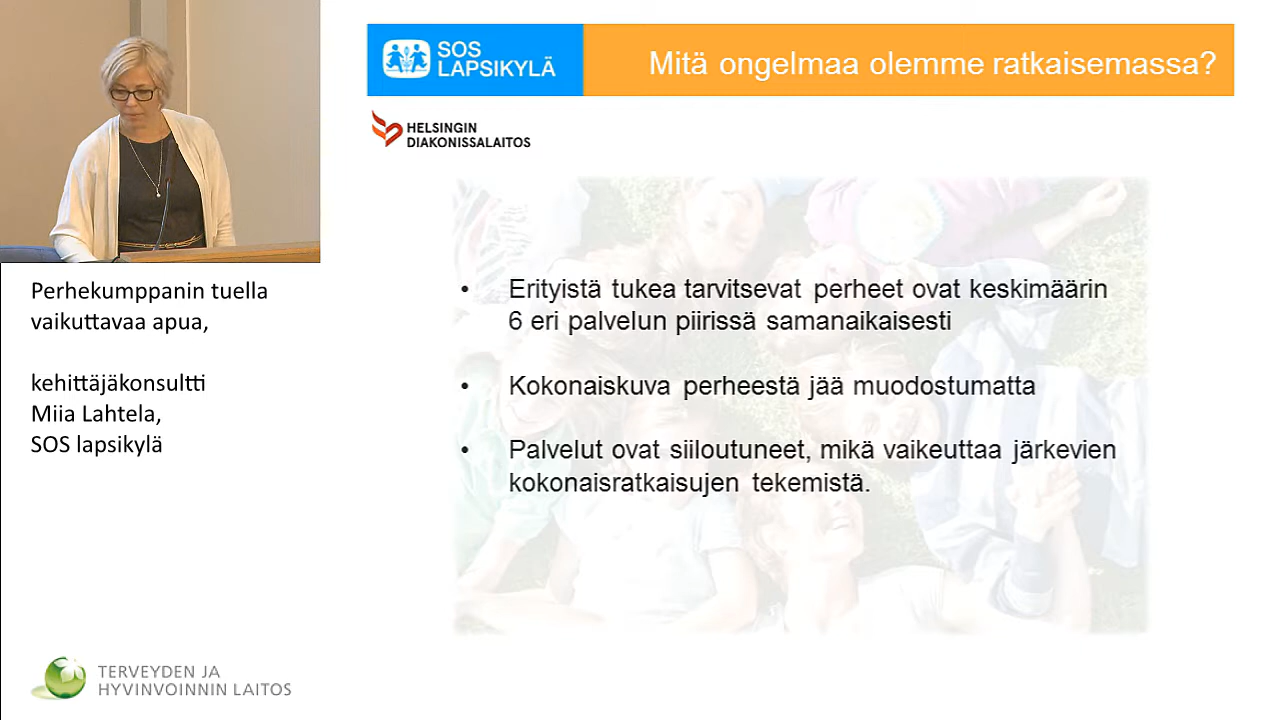 SOS
LAPSIKYLÄ
Mitä ongelmaa olemme ratkaisemassa?
HELSINGIN
DIAKONISSALAITOS
• Erityistä tukea tarvitsevat perheet ovat keskimäärin
6 eri palvelun piirissä samanaikaisesti
• Kokonaiskuva perheestä jää muodostumatta
• Palvelut ovat siiloutuneet, mikä vaikeuttaa järkevien
kokonaisratkaisujen tekemistä.
Perhekumppanin tuella
vaikuttavaa apua,
kehittäjäkonsultti
Miia Lahtela,
SOS lapsikylä
TERVEYDEN JA
HYVINVOINNIN LAITOS